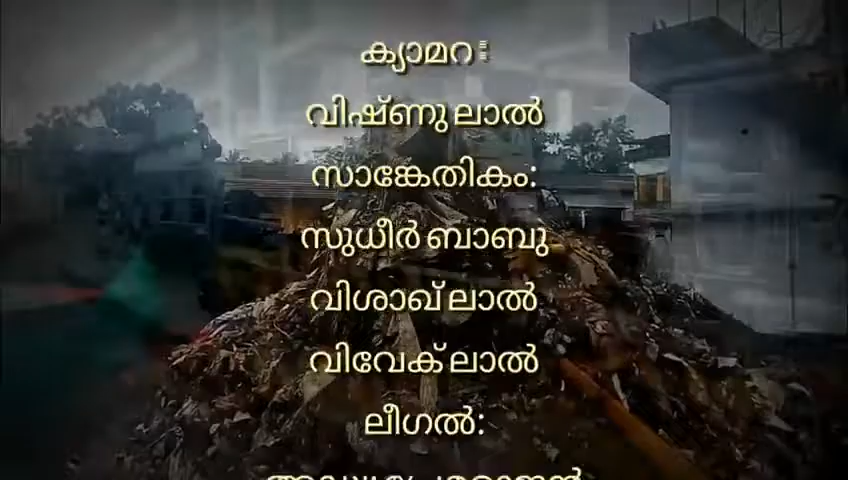 ക്യാമറ :
വിഷ്ണു ലാൽ
സാങ്കേതികം:
സുധീർ ബാബു
വിശാഖ് ലാൽ
വിവേക് ലാൽ
ലീഗൽ: